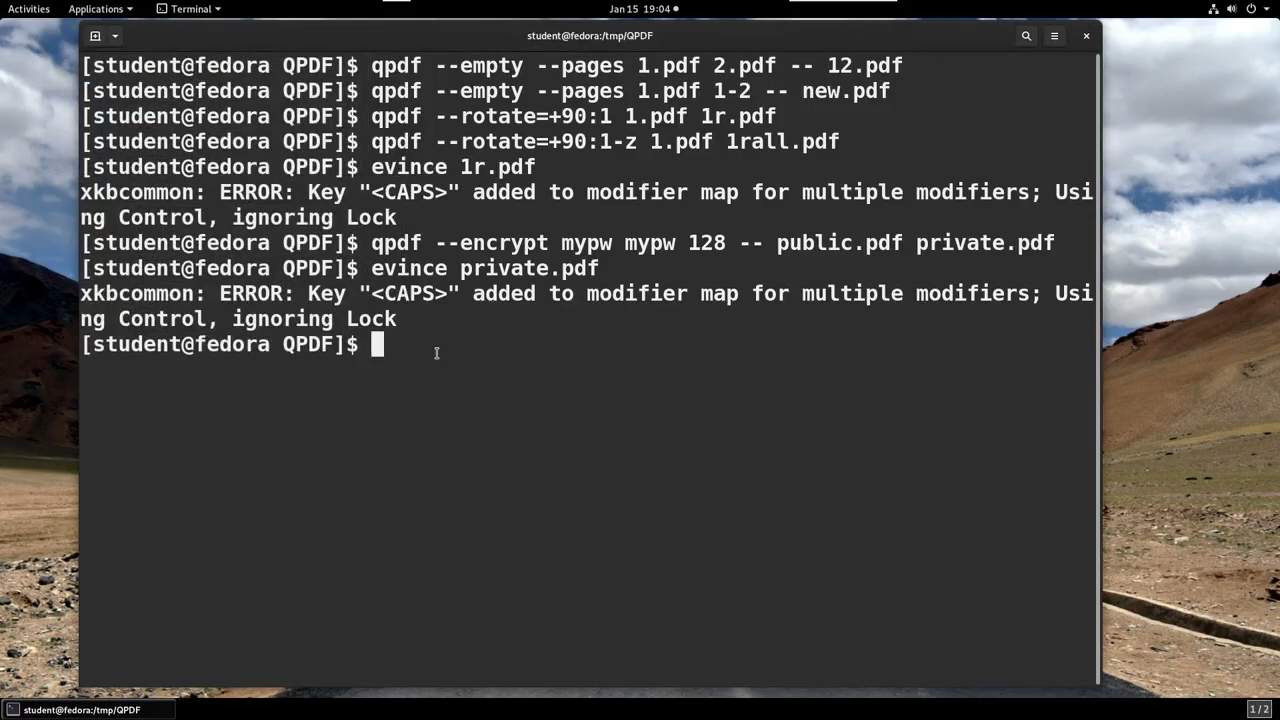 Activities Applications Terminal Jan 15 19:04
student@fedora:/tmp/QPDF
[student@fedora QPDF]$ qpdf --empty --pages 1.pdf 2.pdf -- 12.pdf
[student@fedora QPDF]$ qpdf --empty --pages 1.pdf 1-2 -- new.pdf
[student@fedora QPDF]$ qpdf --rotate=+90:1 1.pdf 1r.pdf
[student@fedora QPDF]$ qpdf --rotate=+90:1-z 1.pdf 1rall.pdf
[student@fedora QPDF]$ evince 1r.pdf
xkbcommon: ERROR: Key "<CAPS>" added to modifier map for multiple modifiers; Usi
ng Control, ignoring Lock
[student@fedora QPDF]$ qpdf --encrypt mypw mypw 128 -- public.pdf private.pdf
[student@fedora QPDF]$ evince private.pdf
xkbcommon: ERROR: Key "<CAPS>" added to modifier map for multiple modifiers; Usi
ng Control, ignoring Lock
[student@fedora QPDF]$
student@fedora:/tmp/QPDF 1/2